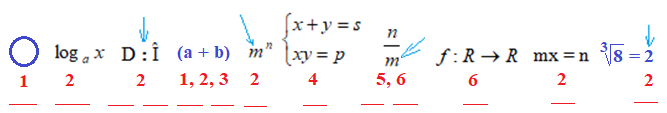 log_a x D : Î (a + b) m^n {x + y = s n/m f : R → R mx = n ∛8 = 2
xy = p
1 2 2 1, 2, 3 2 4 5, 6 6 2 2